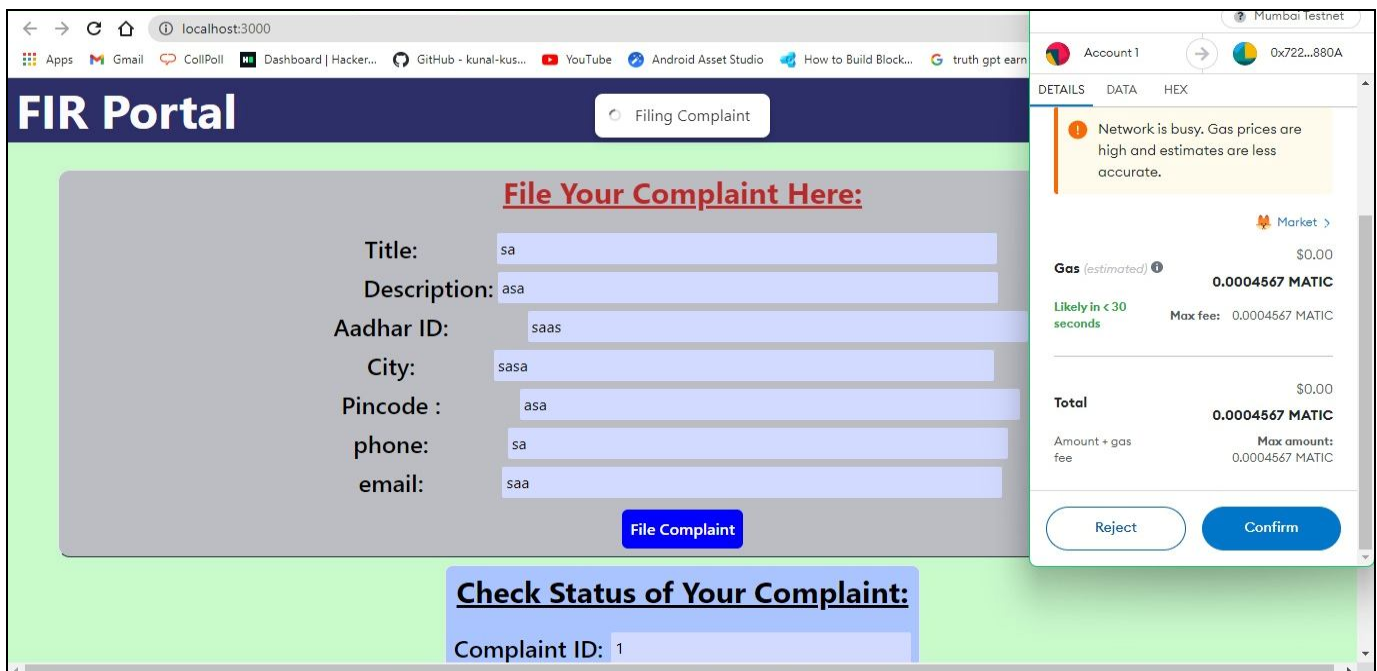 localhost:3000
Apps Gmail CollPoll Dashboard | Hacker... GitHub - kunal-kus... YouTube Android Asset Studio How to Build Block... truth gpt earn
FIR Portal
Filing Complaint
File Your Complaint Here:
Title: sa
Description: asa
Aadhar ID: saas
City: sasa
Pincode : asa
phone: sa
email: saa
File Complaint
Check Status of Your Complaint:
Complaint ID: 1
Mumbai Testnet
Account 1 0x722...880A
DETAILS DATA HEX
Network is busy. Gas prices are
high and estimates are less
accurate.
Market >
$0.00
Gas (estimated) 0.0004567 MATIC
Likely in < 30
seconds
Max fee: 0.0004567 MATIC
$0.00
Total
0.0004567 MATIC
Amount + gas
fee
Max amount:
0.0004567 MATIC
Reject Confirm